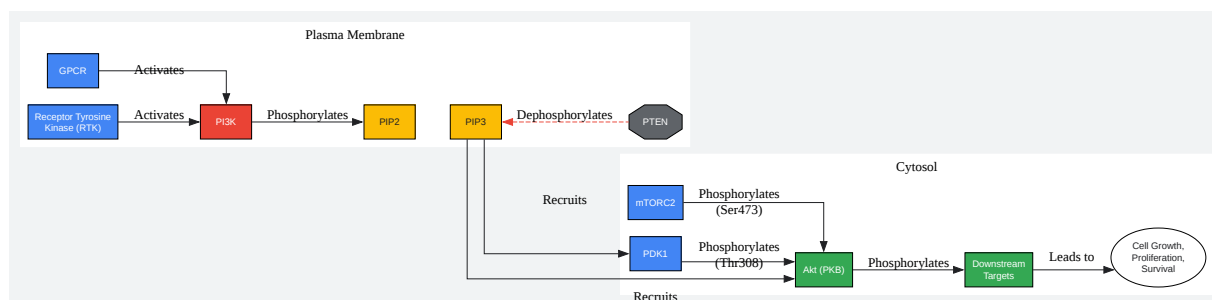 Plasma Membrane
GPCR
Activates
Receptor Tyrosine
Kinase (RTK)
Activates
PI3K
Phosphorylates
PIP2
PIP3
Dephosphorylates
PTEN
Cytosol
Recruits
mTORC2
Phosphorylates
(Ser473)
PDK1
Phosphorylates
(Thr308)
Akt (PKB)
Phosphorylates
Downstream
Targets
Leads to
Cell Growth,
Proliferation,
Survival
Recruits